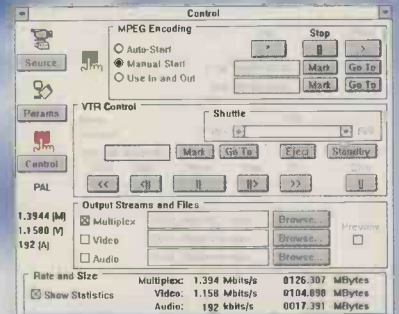 Control
MPEG Encoding
Stop
Auto-Start
Manual Start
Use In and Out
Mark
Go To
Mark
Go To
Source
Params
Control
PAL
1.3944 [M]
1.1580 [V]
192 [A]
VTR Control
Shuttle
Mark
Go To
Eject
Standby
<<
<||
||
||>
>>
Output Streams and Files
Multiplex
Browse...
Preview
Video
Browse...
Audio
Browse...
Rate and Size
Show Statistics
Multiplex: 1.394 Mbits/s 0126.307 MBytes
Video: 1.158 Mbits/s 0104.898 MBytes
Audio: 192 kbits/s 0017.391 MBytes